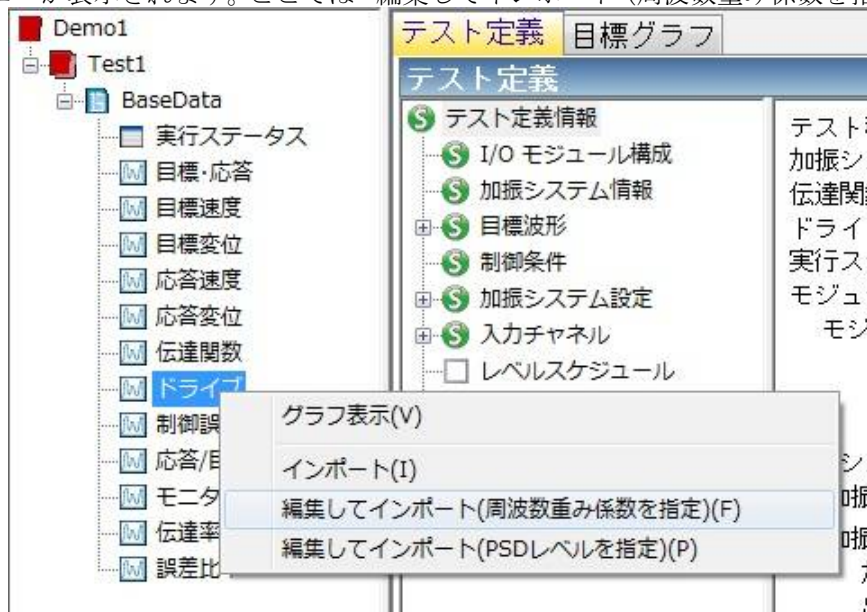 Demo1
Test1
BaseData
実行ステータス
目標･応答
目標速度
目標変位
応答速度
応答変位
伝達関数
ドライブ
制御誤
応答/目
モニタ
伝達率
誤差比
テスト定義 目標グラフ
テスト定義
テスト定義情報
I/O モジュール構成
加振システム情報
目標波形
制御条件
加振システム設定
入力チャネル
レベルスケジュール
テスト
加振シ
伝達関
ドライ
実行ス
モジュ
モジ
グラフ表示(V)
インポート(I)
編集してインポート(周波数重み係数を指定)(F)
編集してインポート(PSDレベルを指定)(P)